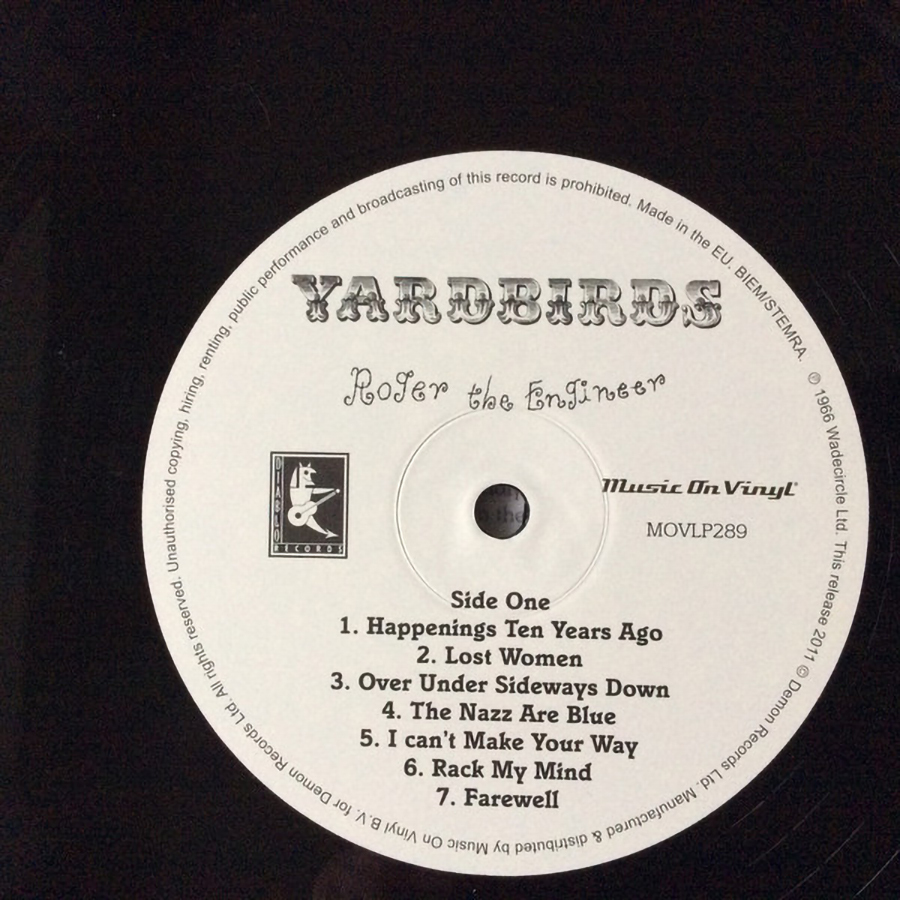 YARDBIRDS
Roger the Engineer
DIABLO
RECORDS
Music On Vinyl®
MOVLP289
Side One
1. Happenings Ten Years Ago
2. Lost Women
3. Over Under Sideways Down
4. The Nazz Are Blue
5. I can't Make Your Way
6. Rack My Mind
7. Farewell
℗ 1966 Wadecircle Ltd. This release 2011 © Demon Records Ltd. Manufactured & distributed by Music On Vinyl B.V. for Demon Records Ltd. All rights reserved. Unauthorised copying, hiring, renting, public performance and broadcasting of this record is prohibited. Made in the EU. BIEM/STEMRA.